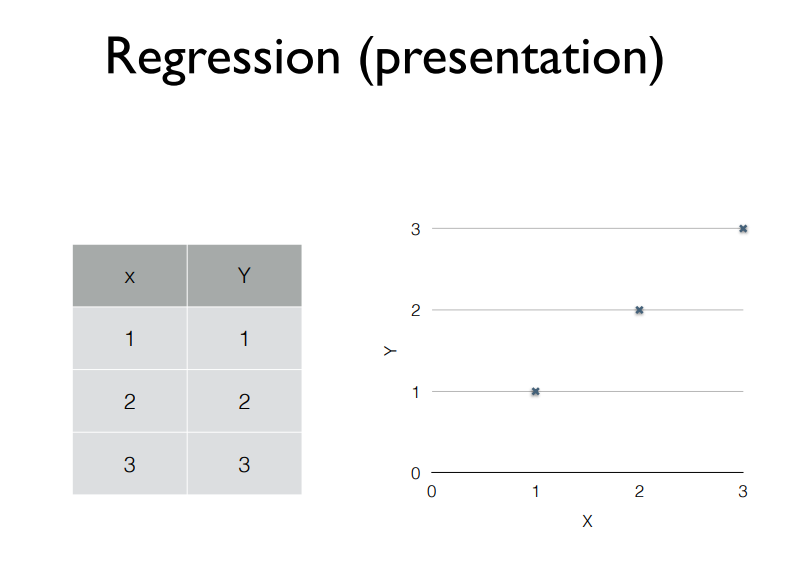 Regression (presentation)
x Y
1 1
2 2
3 3
3
2
1
0
Y
0 1 2 3
X